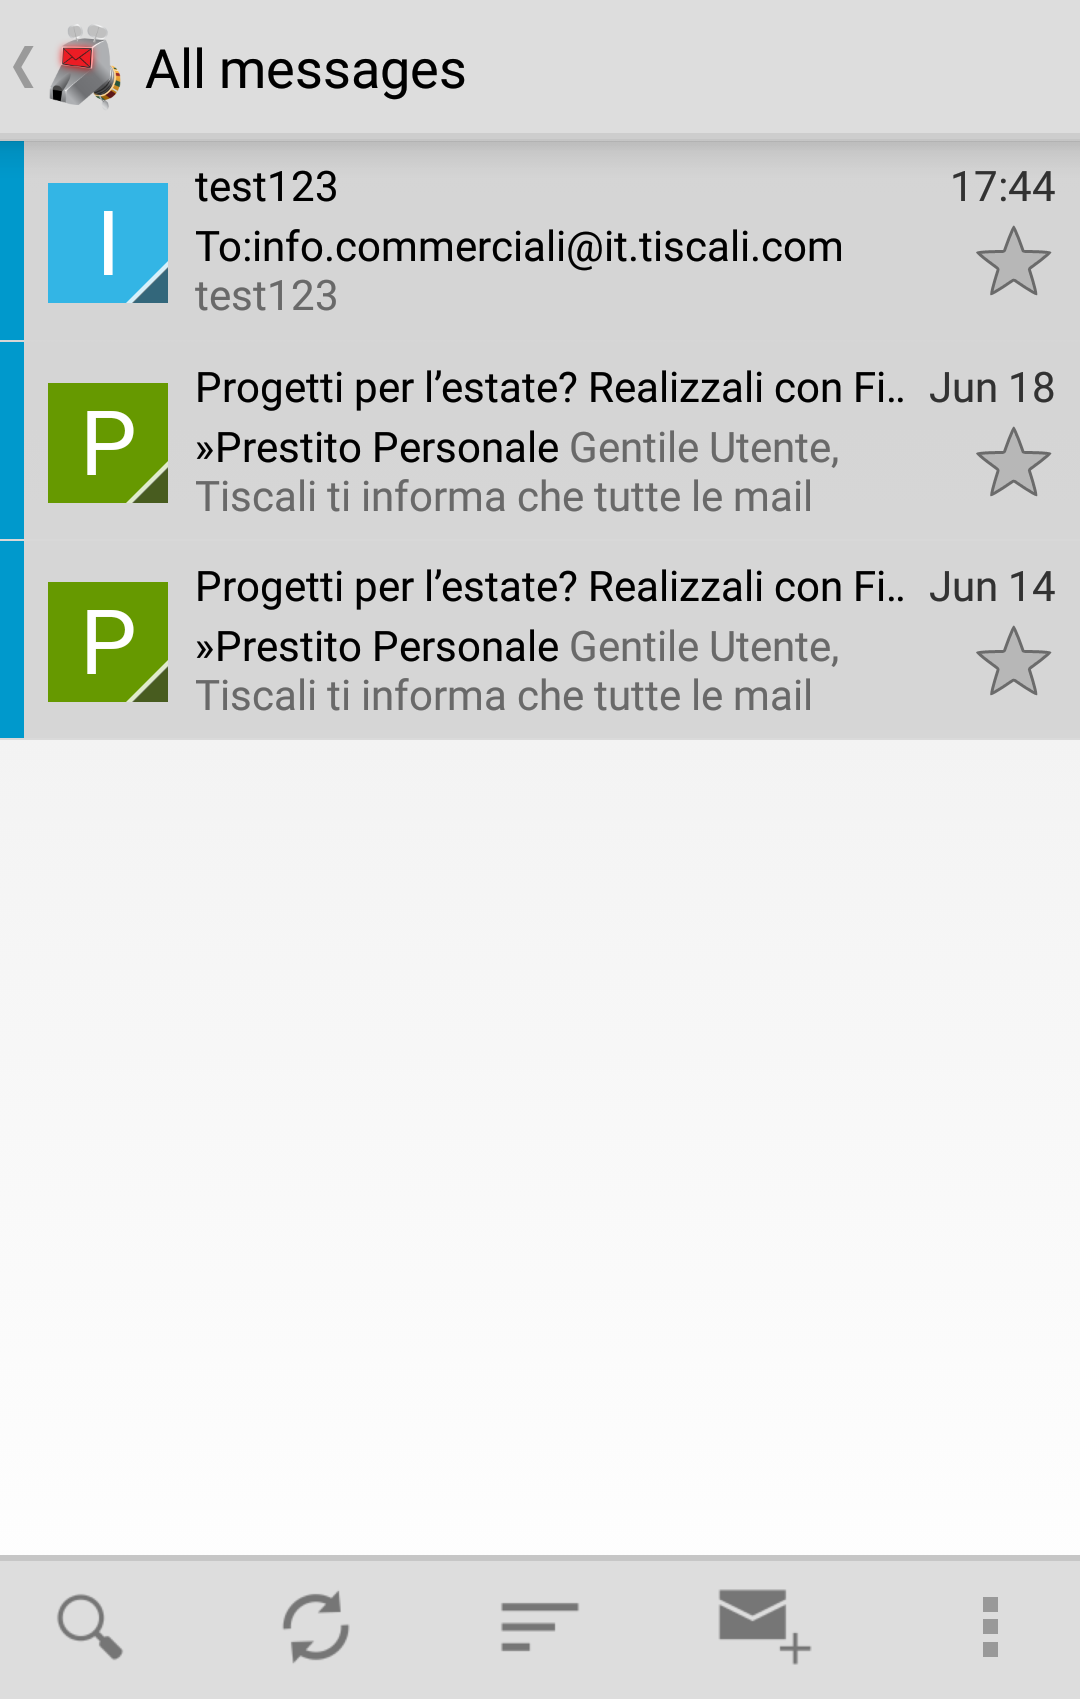 All messages
I
test123
17:44
To:info.commerciali@it.tiscali.com
test123
P
Progetti per l’estate? Realizzali con Fi..
Jun 18
»Prestito Personale Gentile Utente,
Tiscali ti informa che tutte le mail
P
Progetti per l’estate? Realizzali con Fi..
Jun 14
»Prestito Personale Gentile Utente,
Tiscali ti informa che tutte le mail